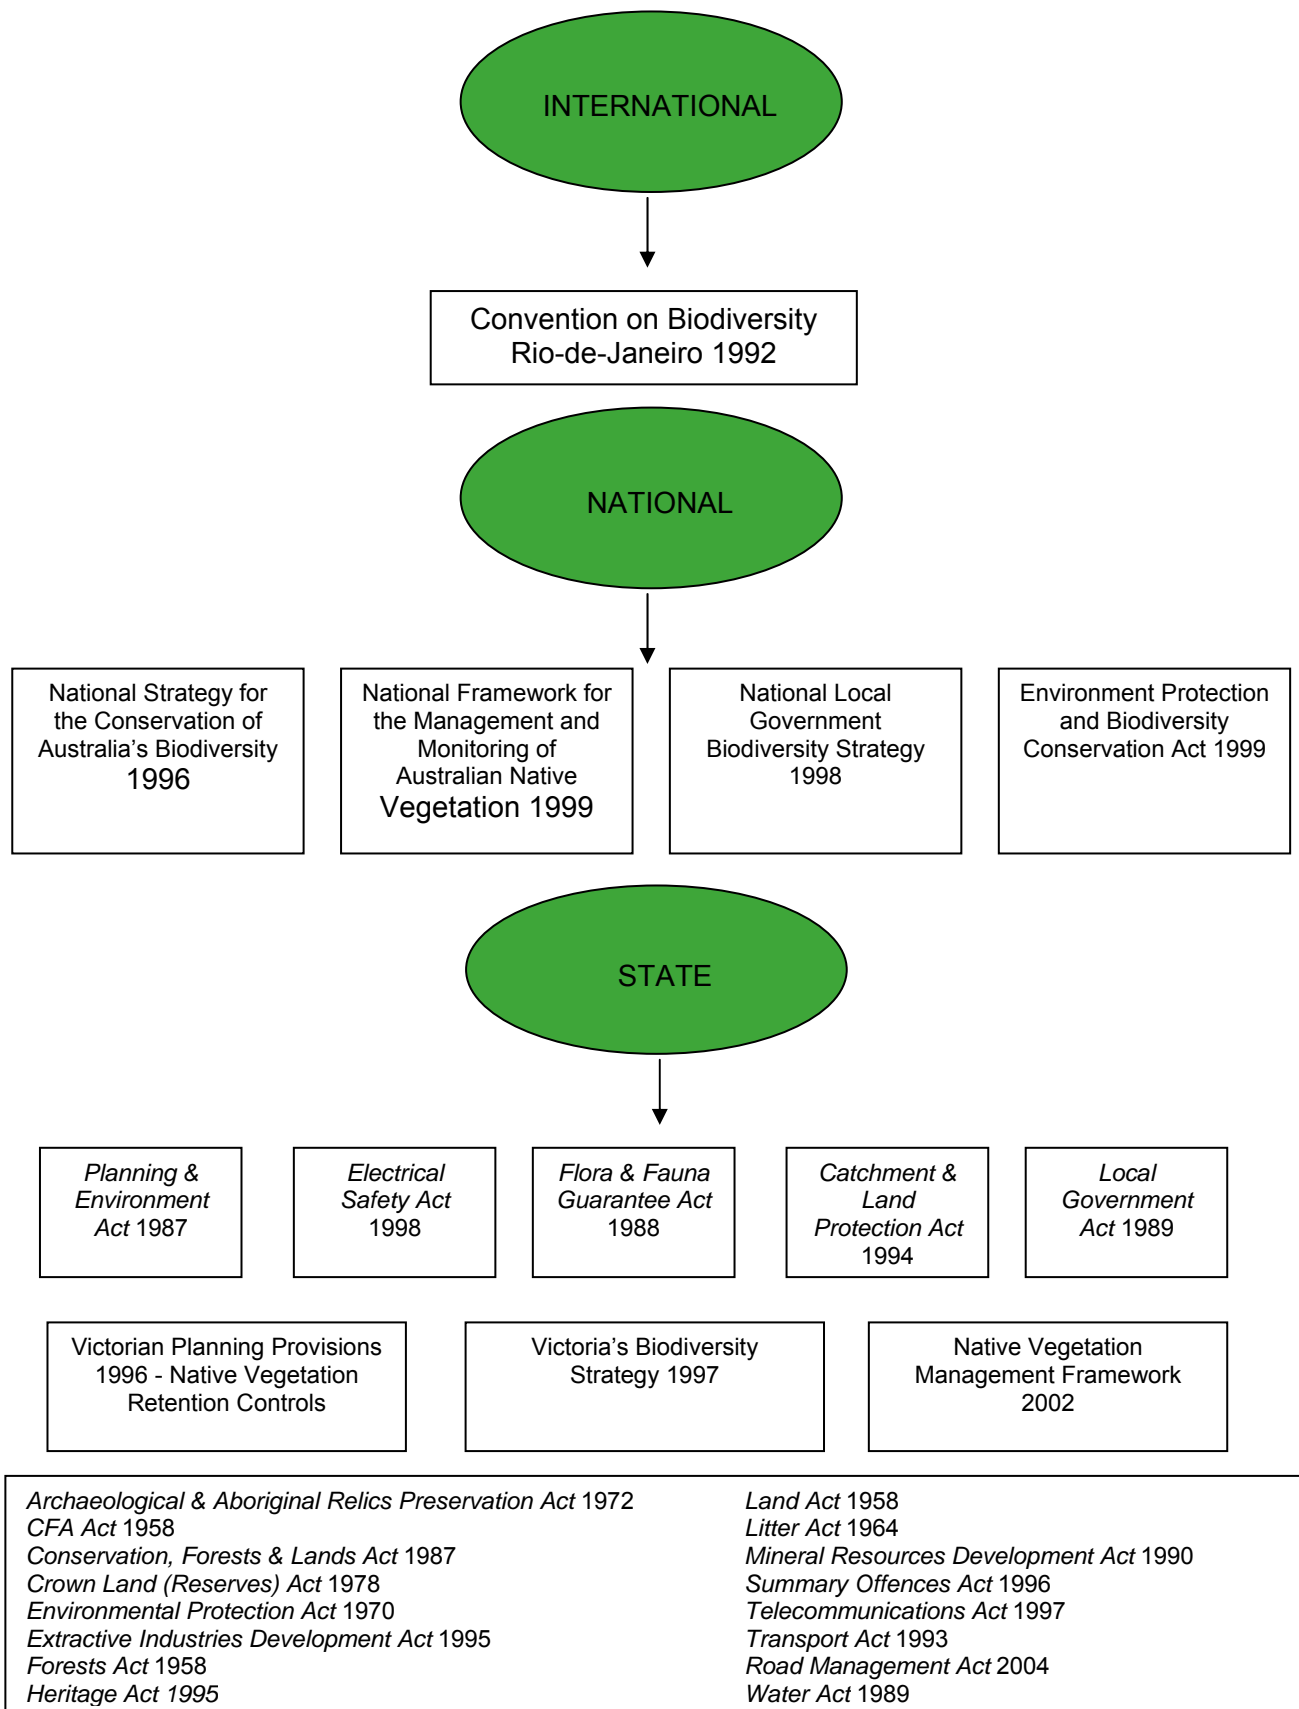 INTERNATIONAL
Convention on Biodiversity
Rio-de-Janeiro 1992
NATIONAL
National Strategy for
the Conservation of
Australia’s Biodiversity
1996
National Framework for
the Management and
Monitoring of
Australian Native
Vegetation 1999
National Local
Government
Biodiversity Strategy
1998
Environment Protection
and Biodiversity
Conservation Act 1999
STATE
Planning &
Environment
Act 1987
Electrical
Safety Act
1998
Flora & Fauna
Guarantee Act
1988
Catchment &
Land
Protection Act
1994
Local
Government
Act 1989
Victorian Planning Provisions
1996 - Native Vegetation
Retention Controls
Victoria’s Biodiversity
Strategy 1997
Native Vegetation
Management Framework
2002
Archaeological & Aboriginal Relics Preservation Act 1972
CFA Act 1958
Conservation, Forests & Lands Act 1987
Crown Land (Reserves) Act 1978
Environmental Protection Act 1970
Extractive Industries Development Act 1995
Forests Act 1958
Heritage Act 1995
Land Act 1958
Litter Act 1964
Mineral Resources Development Act 1990
Summary Offences Act 1996
Telecommunications Act 1997
Transport Act 1993
Road Management Act 2004
Water Act 1989